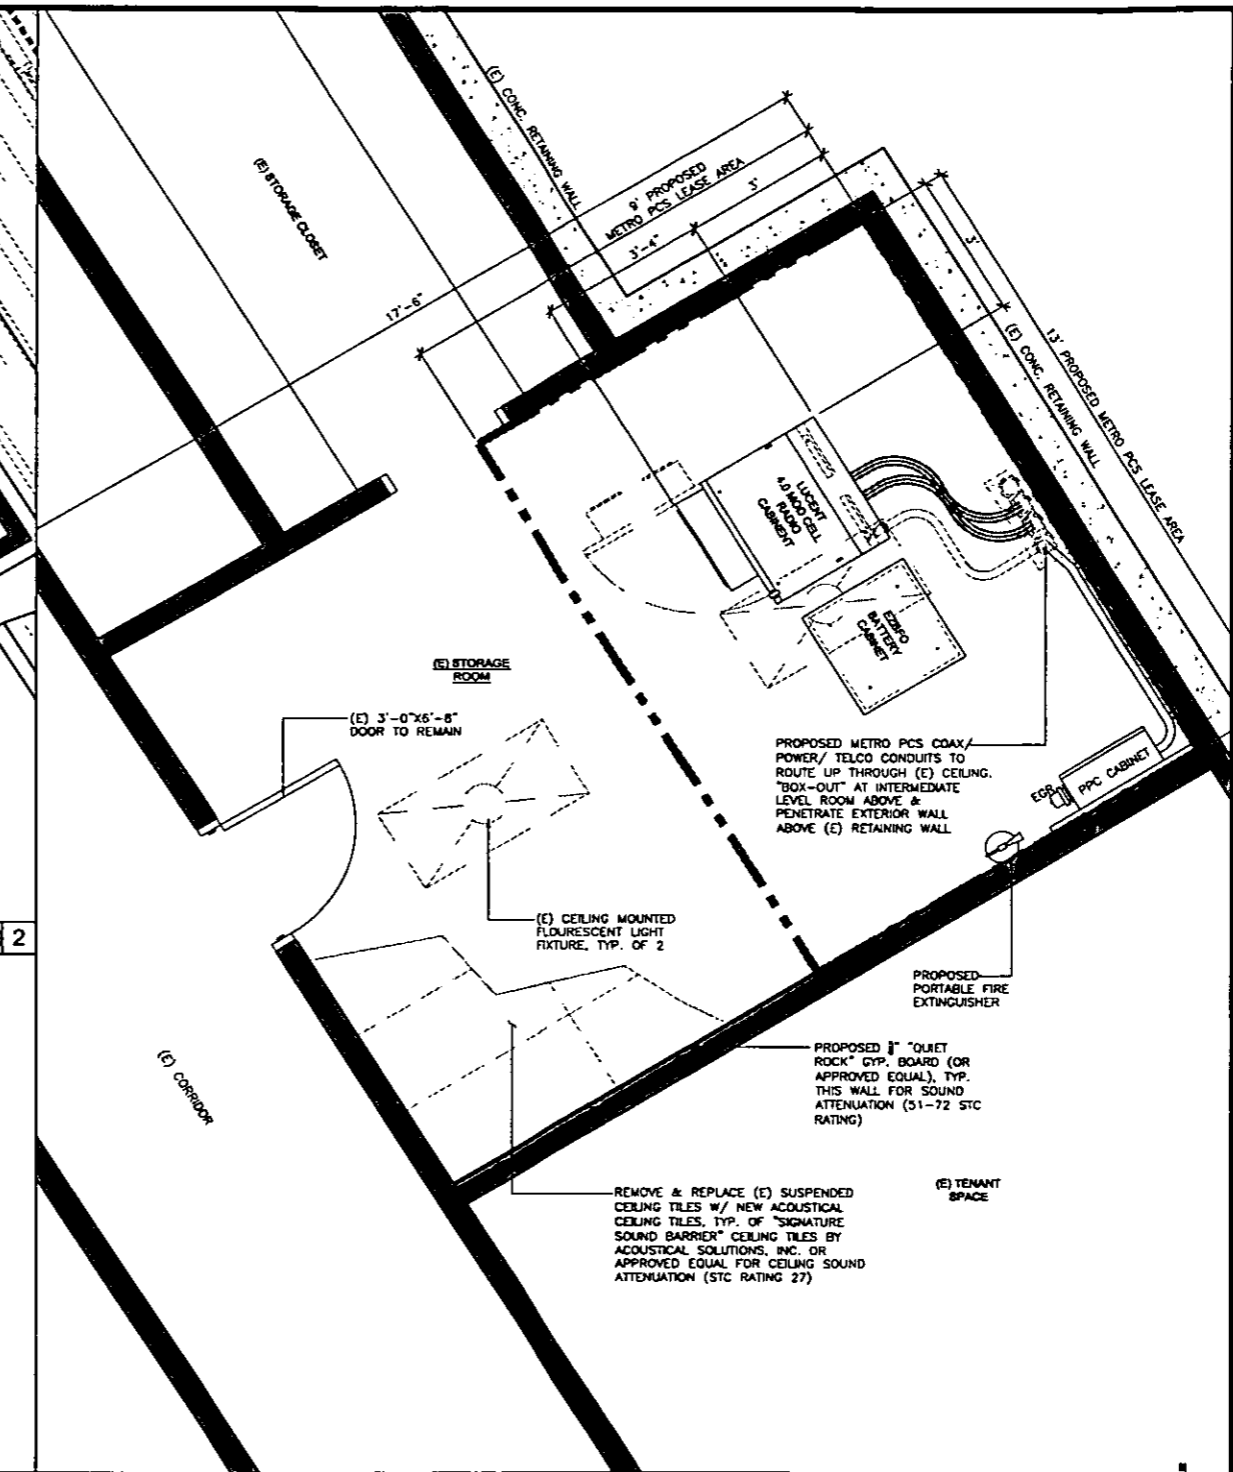 (E) CONC. RETAINING WALL
(E) STORAGE CLOSET
9' PROPOSED
METRO PCS LEASE AREA
3'
3'-4"
17'-6"
3'
13' PROPOSED METRO PCS LEASE AREA
(E) CONC. RETAINING WALL
LUCENT
4.0 MOD CELL
RADIO
CABINENT
EZBFO
BATTERY
CABINET
(E) STORAGE
ROOM
(E) 3'-0"X6'-8"
DOOR TO REMAIN
PROPOSED METRO PCS COAX/
POWER/ TELCO CONDUITS TO
ROUTE UP THROUGH (E) CEILING.
"BOX-OUT" AT INTERMEDIATE
LEVEL ROOM ABOVE &
PENETRATE EXTERIOR WALL
ABOVE (E) RETAINING WALL
EGB
PPC CABINET
(E) CEILING MOUNTED
FLOURESCENT LIGHT
FIXTURE, TYP. OF 2
2
PROPOSED
PORTABLE FIRE
EXTINGUISHER
PROPOSED "QUIET
ROCK" GYP. BOARD (OR
APPROVED EQUAL), TYP.
THIS WALL FOR SOUND
ATTENUATION (51-72 STC
RATING)
(E) CORRIDOR
REMOVE & REPLACE (E) SUSPENDED
CEILING TILES W/ NEW ACOUSTICAL
CEILING TILES, TYP. OF "SIGNATURE
SOUND BARRIER" CEILING TILES BY
ACOUSTICAL SOLUTIONS, INC. OR
APPROVED EQUAL FOR CEILING SOUND
ATTENUATION (STC RATING 27)
(E) TENANT
SPACE